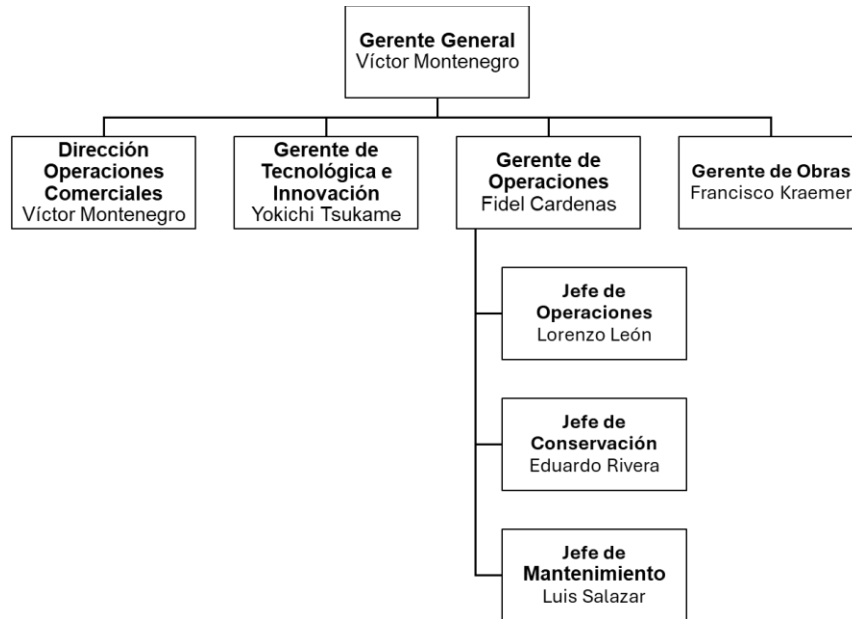 Gerente General
Víctor Montenegro
Dirección
Operaciones
Comerciales
Víctor Montenegro
Gerente de
Tecnológica e
Innovación
Yokichi Tsukame
Gerente de
Operaciones
Fidel Cardenas
Gerente de Obras
Francisco Kraemer
Jefe de
Operaciones
Lorenzo León
Jefe de
Conservación
Eduardo Rivera
Jefe de
Mantenimiento
Luis Salazar